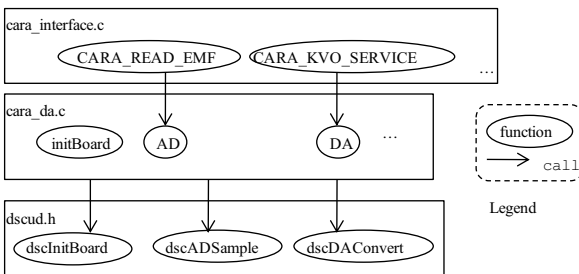 cara_interface.c
CARA_READ_EMF CARA_KVO_SERVICE
...
cara_da.c
initBoard AD DA ...
function
call
dscud.h
Legend
dscInitBoard dscADSample dscDAConvert